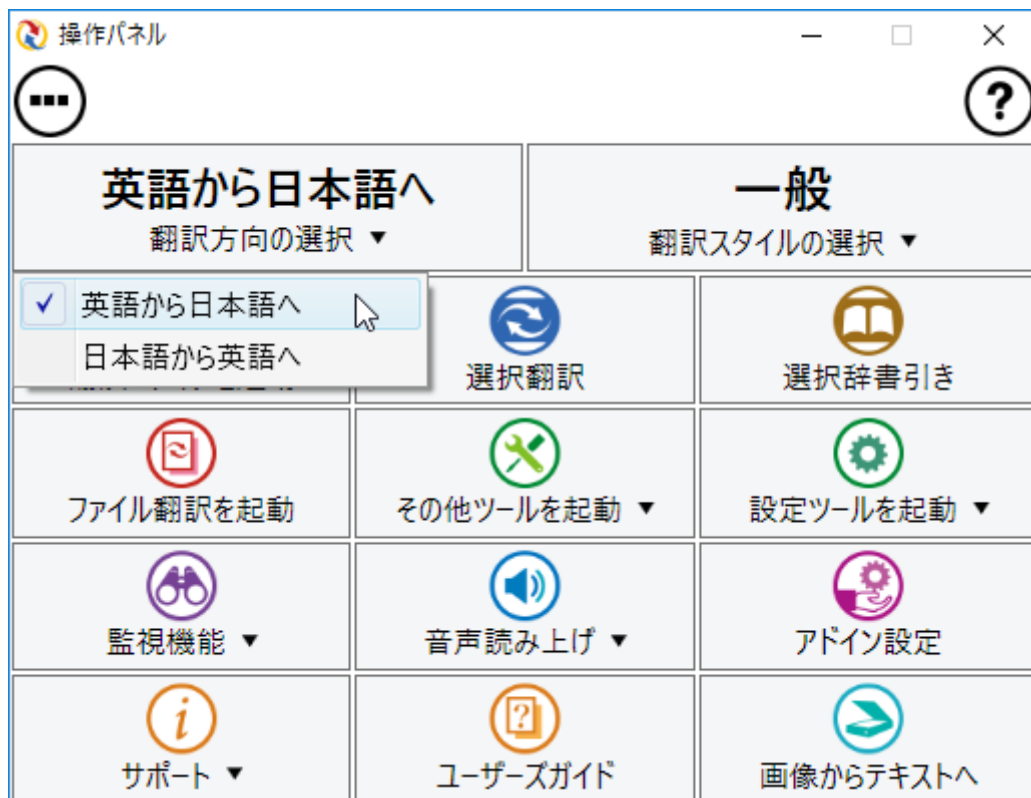 操作パネル
英語から日本語へ
翻訳方向の選択 ▼
一般
翻訳スタイルの選択 ▼
英語から日本語へ
日本語から英語へ
選択翻訳
選択辞書引き
ファイル翻訳を起動
その他ツールを起動 ▼
設定ツールを起動 ▼
監視機能 ▼
音声読み上げ ▼
アドイン設定
サポート ▼
ユーザーズガイド
画像からテキストへ